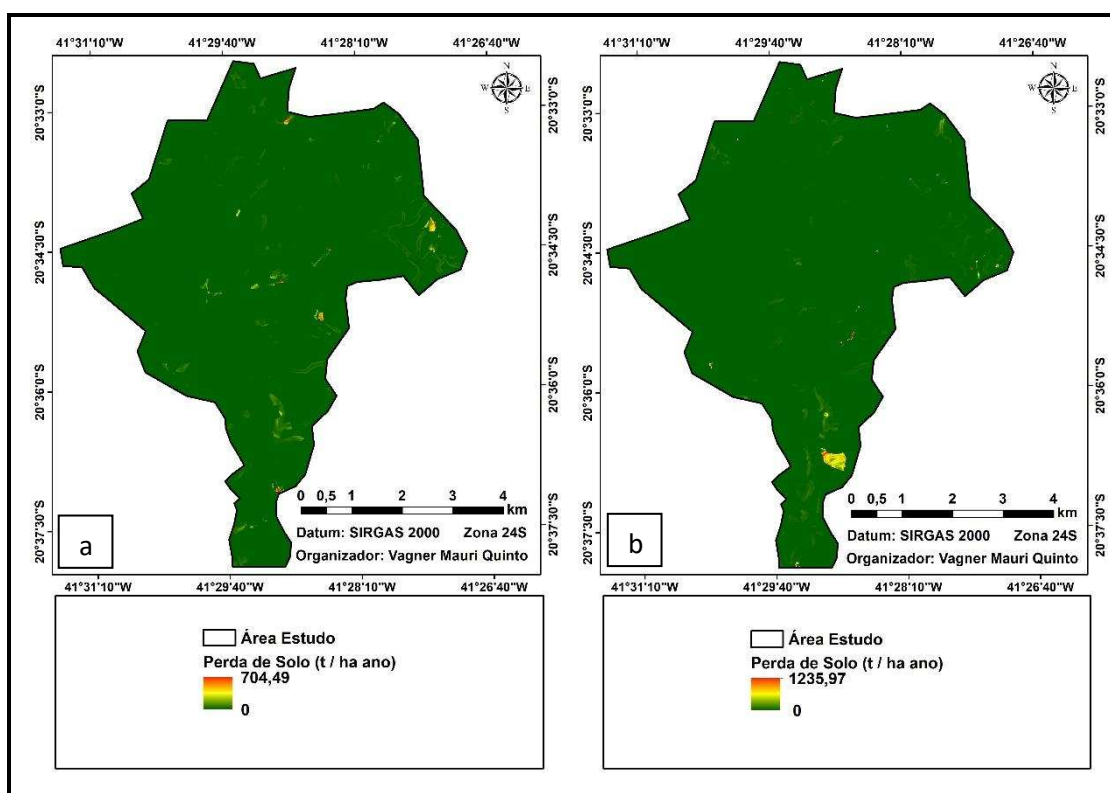 41°31'10"W 41°29'40"W 41°28'10"W 41°26'40"W
N
W E
S
20°33'0"S 20°33'0"S
20°34'30"S 20°34'30"S
20°36'0"S 20°36'0"S
20°37'30"S 20°37'30"S
0 0,5 1 2 3 4
km
Datum: SIRGAS 2000 Zona 24S
Organizador: Vagner Mauri Quinto
a
41°31'10"W 41°29'40"W 41°28'10"W 41°26'40"W
Área Estudo
Perda de Solo (t / ha ano)
704,49
0
41°31'10"W 41°29'40"W 41°28'10"W 41°26'40"W
N
W E
S
20°33'0"S 20°33'0"S
20°34'30"S 20°34'30"S
20°36'0"S 20°36'0"S
20°37'30"S 20°37'30"S
0 0,5 1 2 3 4
km
Datum: SIRGAS 2000 Zona 24S
Organizador: Vagner Mauri Quinto
b
41°31'10"W 41°29'40"W 41°28'10"W 41°26'40"W
Área Estudo
Perda de Solo (t / ha ano)
1235,97
0